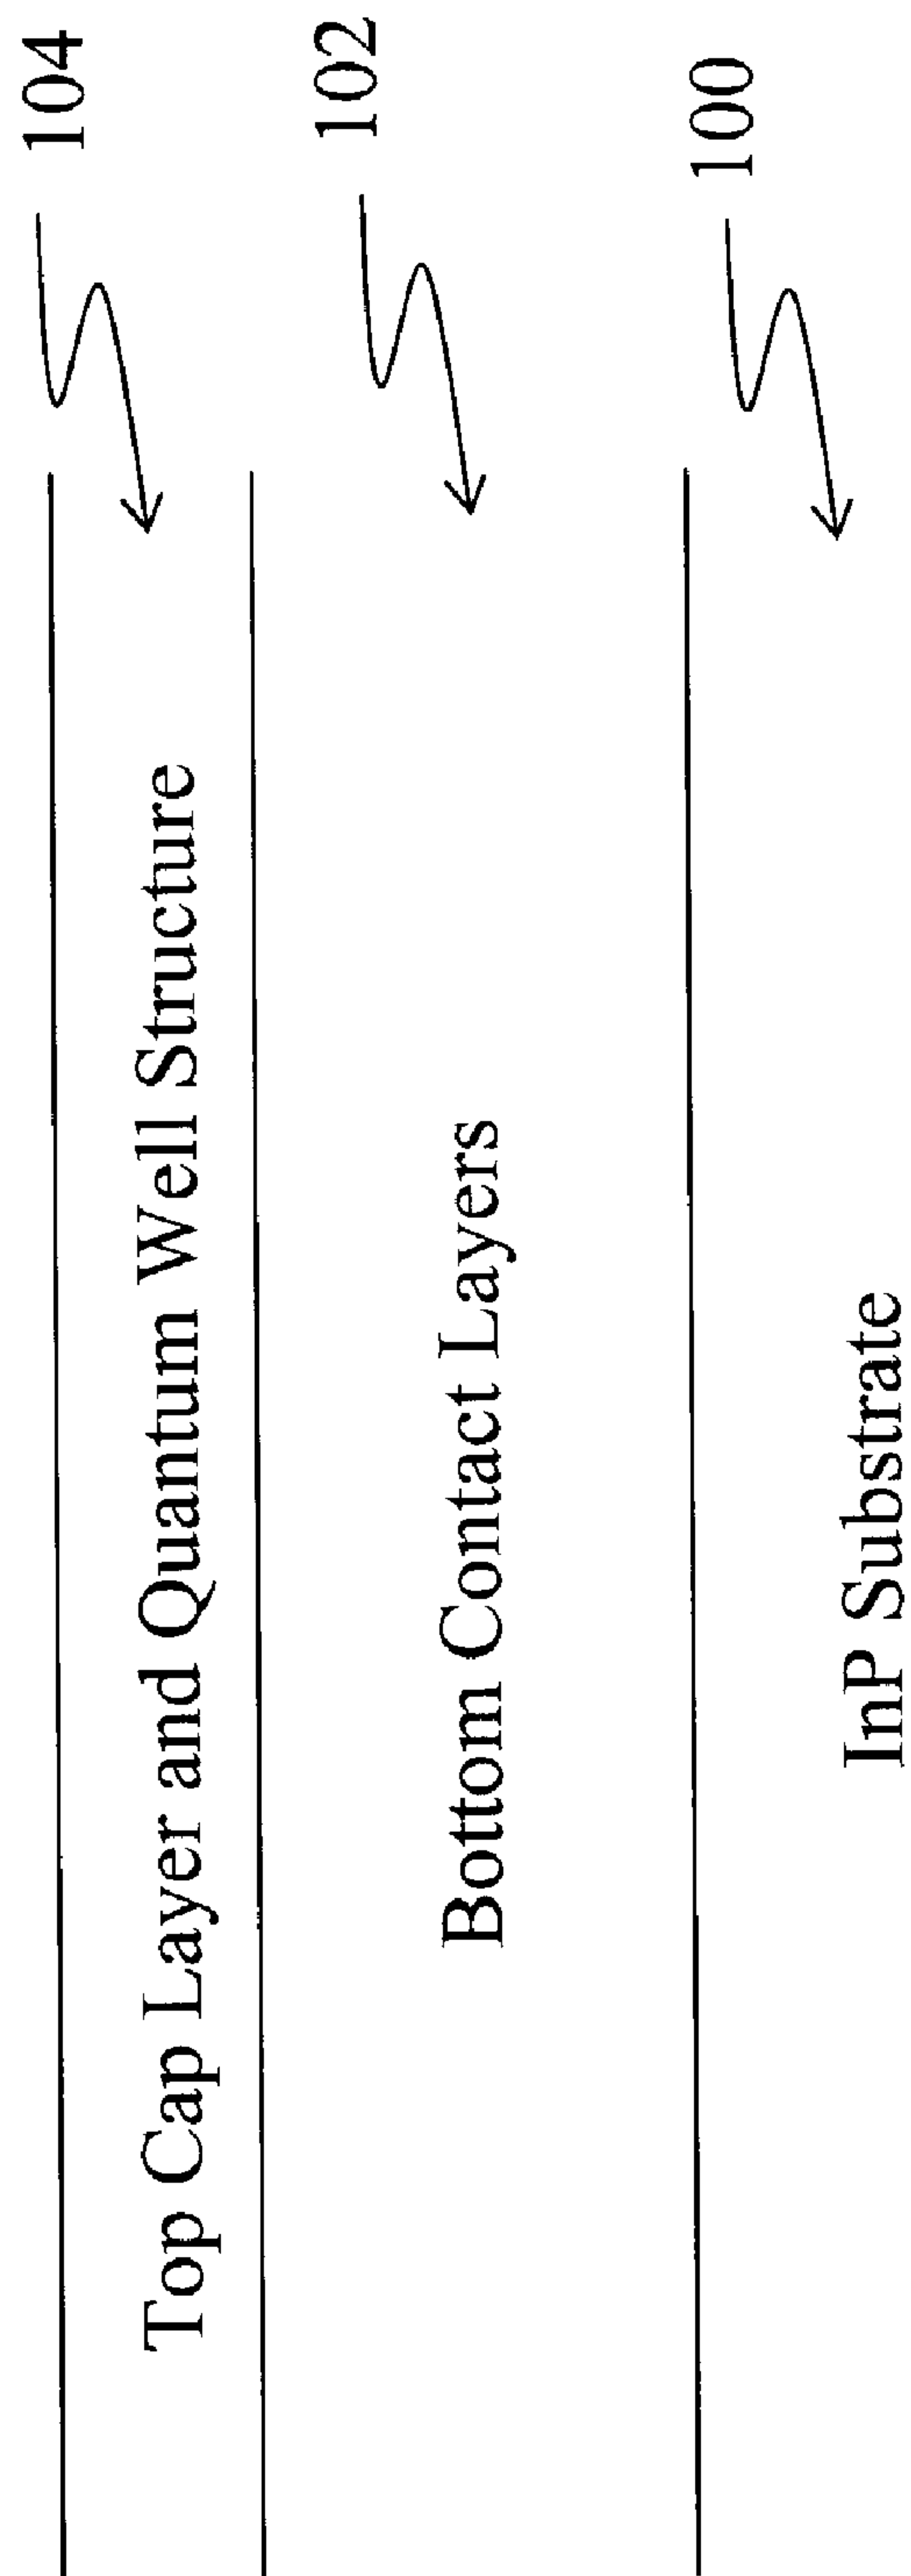 104
Top Cap Layer and Quantum Well Structure
102
Bottom Contact Layers
100
InP Substrate